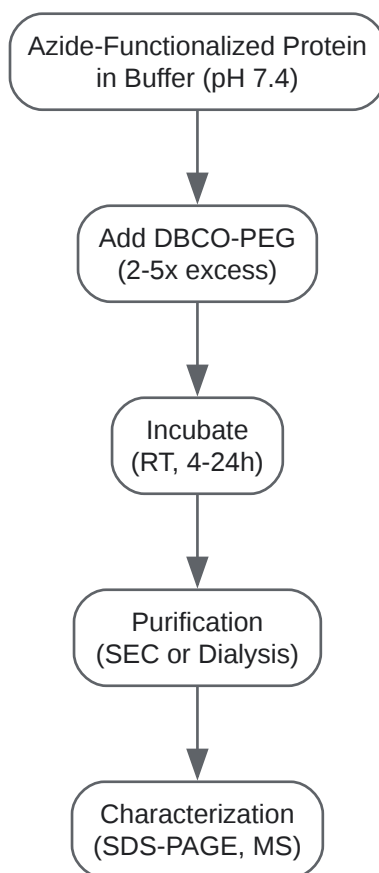 Azide-Functionalized Protein
in Buffer (pH 7.4)
Add DBCO-PEG
(2-5x excess)
Incubate
(RT, 4-24h)
Purification
(SEC or Dialysis)
Characterization
(SDS-PAGE, MS)